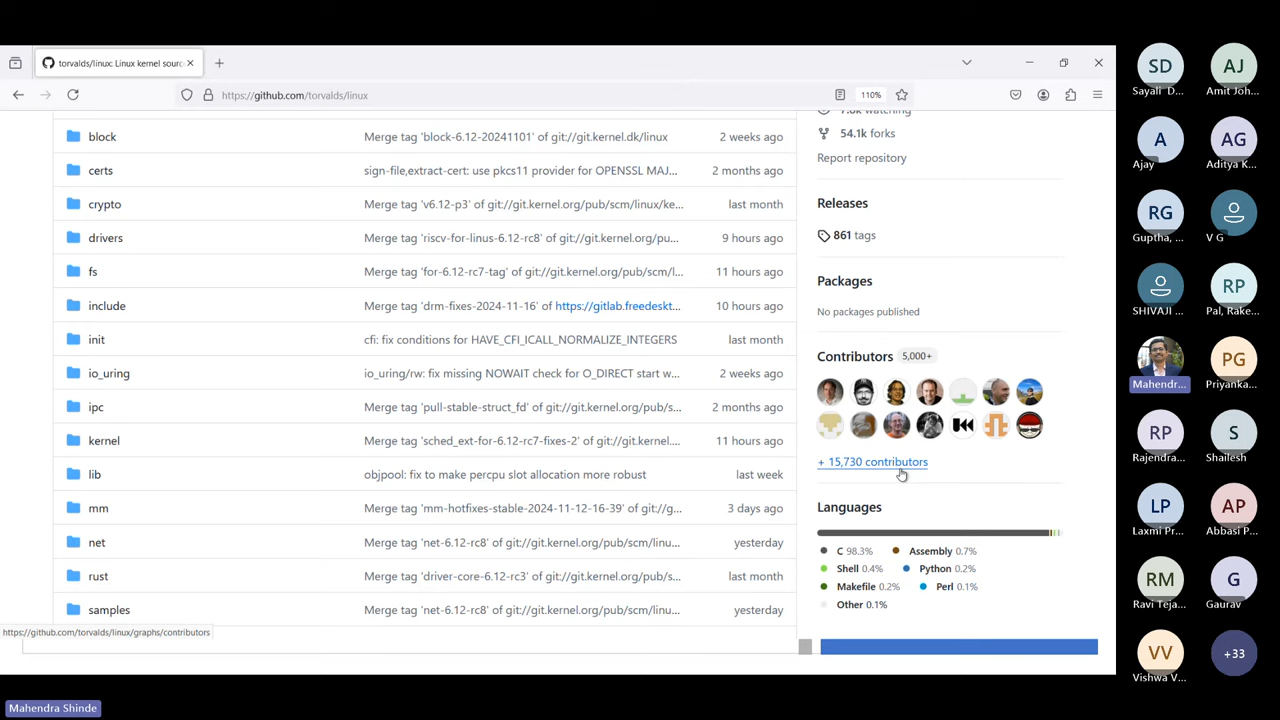 torvalds/linux: Linux kernel sourc
https://github.com/torvalds/linux
110%
block Merge tag 'block-6.12-20241101' of git://git.kernel.dk/linux 2 weeks ago
certs sign-file,extract-cert: use pkcs11 provider for OPENSSL MAJ... 2 months ago
crypto Merge tag 'v6.12-p3' of git://git.kernel.org/pub/scm/linux/ke... last month
drivers Merge tag 'riscv-for-linus-6.12-rc8' of git://git.kernel.org/pu... 9 hours ago
fs Merge tag 'for-6.12-rc7-tag' of git://git.kernel.org/pub/scm/l... 11 hours ago
include Merge tag 'drm-fixes-2024-11-16' of https://gitlab.freedeskt... 10 hours ago
init cfi: fix conditions for HAVE_CFI_ICALL_NORMALIZE_INTEGERS last month
io_uring io_uring/rw: fix missing NOWAIT check for O_DIRECT start w... 2 weeks ago
ipc Merge tag 'pull-stable-struct_fd' of git://git.kernel.org/pub/s... 2 months ago
kernel Merge tag 'sched_ext-for-6.12-rc7-fixes-2' of git://git.kernel.... 11 hours ago
lib objpool: fix to make percpu slot allocation more robust last week
mm Merge tag 'mm-hotfixes-stable-2024-11-12-16-39' of git://g... 3 days ago
net Merge tag 'net-6.12-rc8' of git://git.kernel.org/pub/scm/linu... yesterday
rust Merge tag 'driver-core-6.12-rc3' of git://git.kernel.org/pub/s... last month
samples Merge tag 'net-6.12-rc8' of git://git.kernel.org/pub/scm/linu... yesterday
https://github.com/torvalds/linux/graphs/contributors
7.8k watching
54.1k forks
Report repository
Releases
861 tags
Packages
No packages published
Contributors 5,000+
+ 15,730 contributors
Languages
C 98.3% Assembly 0.7%
Shell 0.4% Python 0.2%
Makefile 0.2% Perl 0.1%
Other 0.1%
SD AJ
Sayali D... Amit Joh...
A AG
Ajay Aditya K...
RG
Guptha, ... V G
RP
SHIVAJI ... Pal, Rake...
PG
Mahendr... Priyanka...
RP S
Rajendra... Shailesh
LP AP
Laxmi Pr... Abbasi P...
RM G
Ravi Teja... Gaurav
VV +33
Vishwa V...
Mahendra Shinde